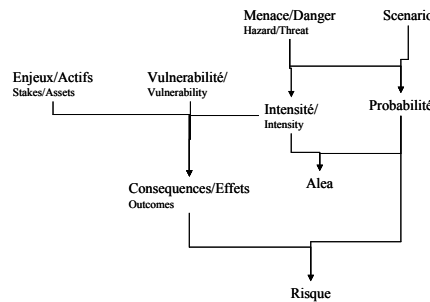 Menace/Danger
Hazard/Threat
Scenario
Enjeux/Actifs
Stakes/Assets
Vulnerabilité/
Vulnerability
Intensité/
Intensity
Probabilité
Consequences/Effets
Outcomes
Alea
Risque